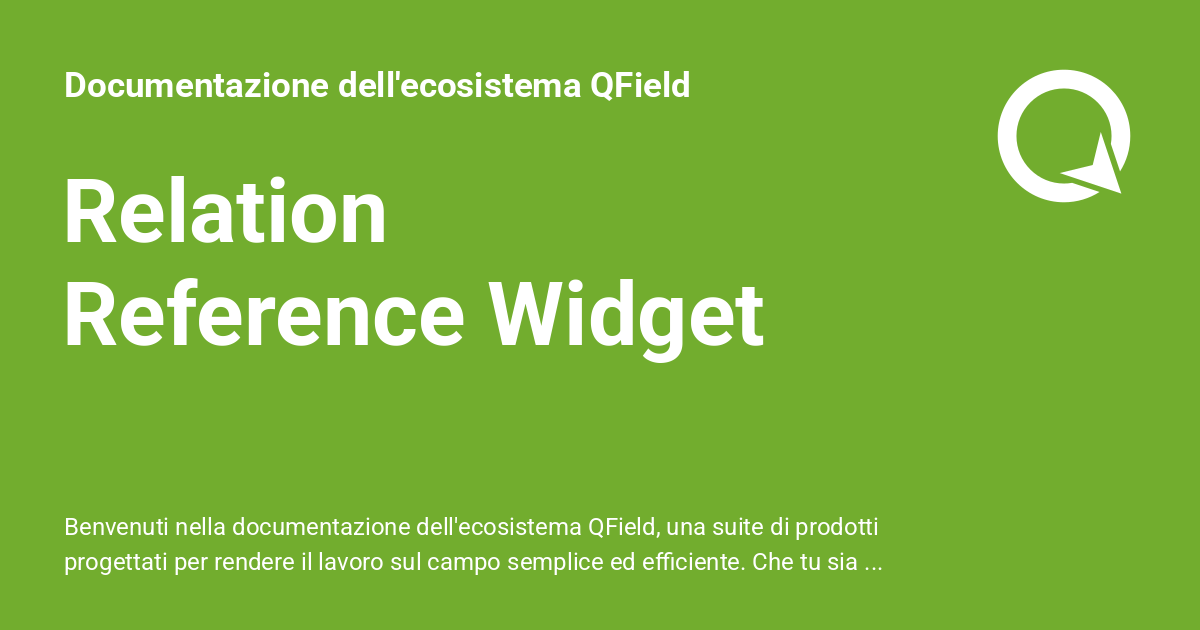 Documentazione dell'ecosistema QField
Relation
Reference Widget
Benvenuti nella documentazione dell'ecosistema QField, una suite di prodotti
progettati per rendere il lavoro sul campo semplice ed efficiente. Che tu sia ...